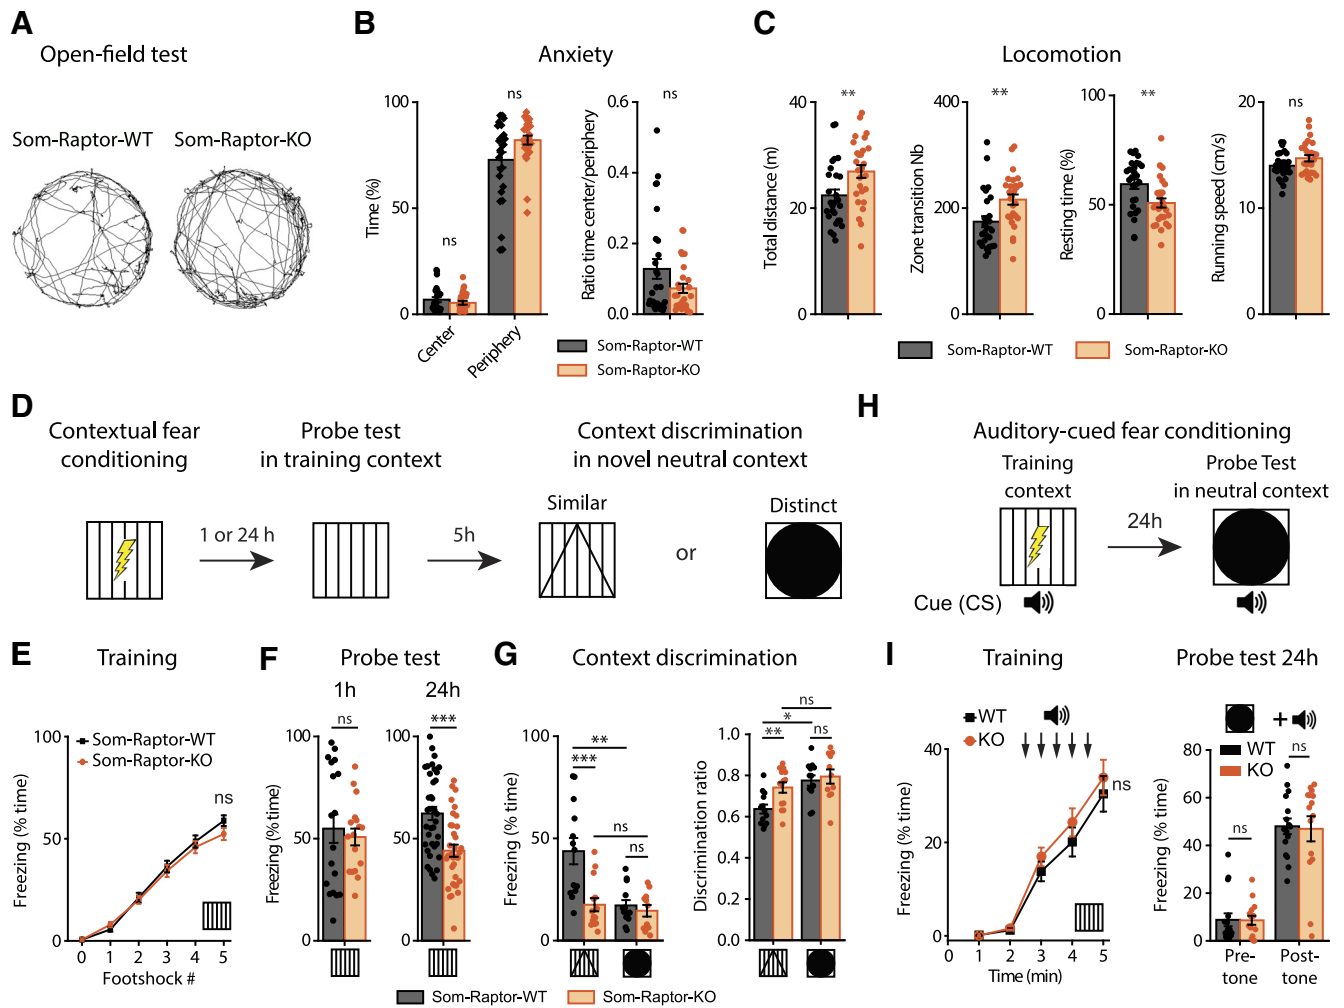 A
Open-field test
Som-Raptor-WT
Som-Raptor-KO
B
Anxiety
Time (%)
100
50
0
ns
ns
Center
Periphery
Ratio time center/periphery
0.6
0.4
0.2
0.0
ns
Som-Raptor-WT
Som-Raptor-KO
C
Locomotion
Total distance (m)
40
20
0
**
Zone transition Nb
400
200
0
**
Resting time (%)
100
50
0
**
Running speed (cm/s)
20
10
0
ns
Som-Raptor-WT
Som-Raptor-KO
D
Contextual fear
conditioning
1 or 24 h
Probe test
in training context
5h
Context discrimination
in novel neutral context
Similar
or
Distinct
H
Auditory-cued fear conditioning
Training
context
24h
Probe Test
in neutral context
Cue (CS)
E
Training
Som-Raptor-WT
Som-Raptor-KO
Freezing (% time)
100
50
0
ns
0 1 2 3 4 5
Footshock #
F
Probe test
1h
24h
Freezing (% time)
100
50
0
ns
100
50
0
***
G
Context discrimination
Freezing (% time)
100
50
0
**
***
ns
ns
Discrimination ratio
1.0
0.8
0.6
0.4
0.2
0.0
ns
*
**
ns
Som-Raptor-WT
Som-Raptor-KO
I
Training
WT
KO
Freezing (% time)
40
20
0
ns
0 1 2 3 4 5
Time (min)
Probe test 24h
+
WT
KO
Freezing (% time)
80
60
40
20
0
ns
ns
Pre-
tone
Post-
tone